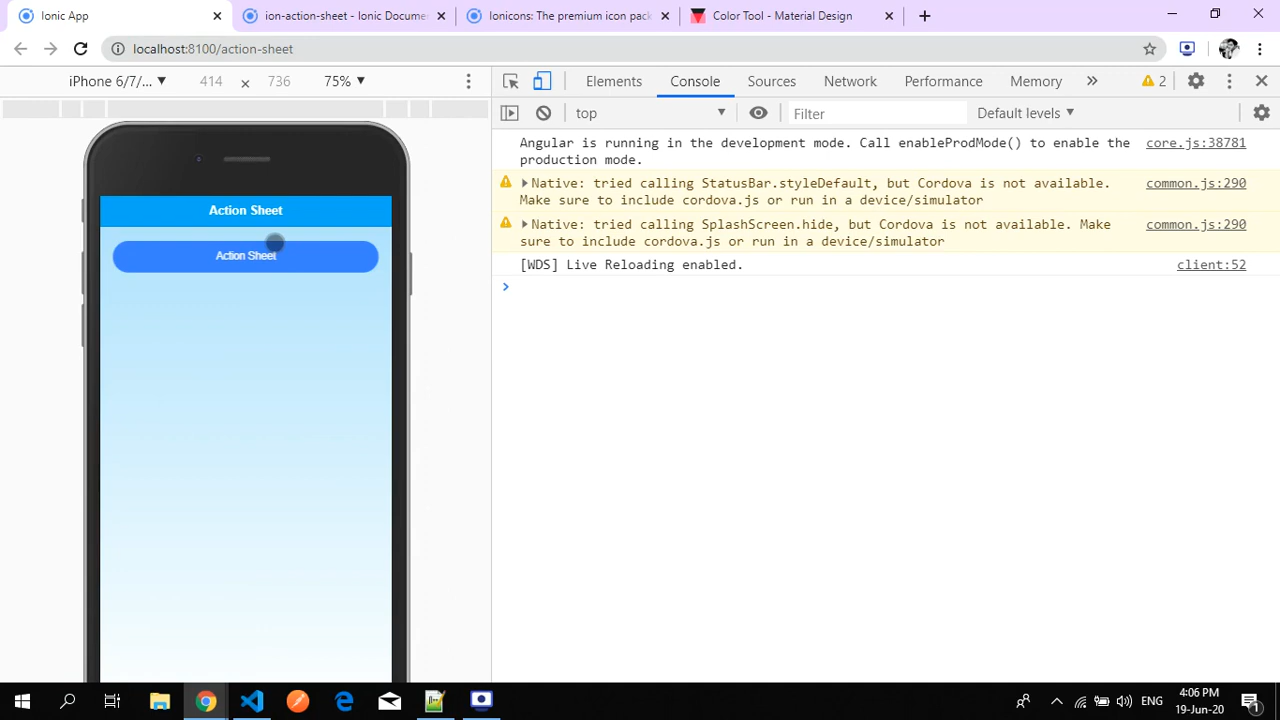 Ionic App
ion-action-sheet - Ionic Docume
Ionicons: The premium icon pack
Color Tool - Material Design
localhost:8100/action-sheet
iPhone 6/7/... 414 × 736 75%
Elements Console Sources Network Performance Memory 2
top Filter Default levels
Action Sheet
Action Sheet
Angular is running in the development mode. Call enableProdMode() to enable the core.js:38781
production mode.
Native: tried calling StatusBar.styleDefault, but Cordova is not available. common.js:290
Make sure to include cordova.js or run in a device/simulator
Native: tried calling SplashScreen.hide, but Cordova is not available. Make common.js:290
sure to include cordova.js or run in a device/simulator
[WDS] Live Reloading enabled. client:52
ENG
4:06 PM
19-Jun-20
1